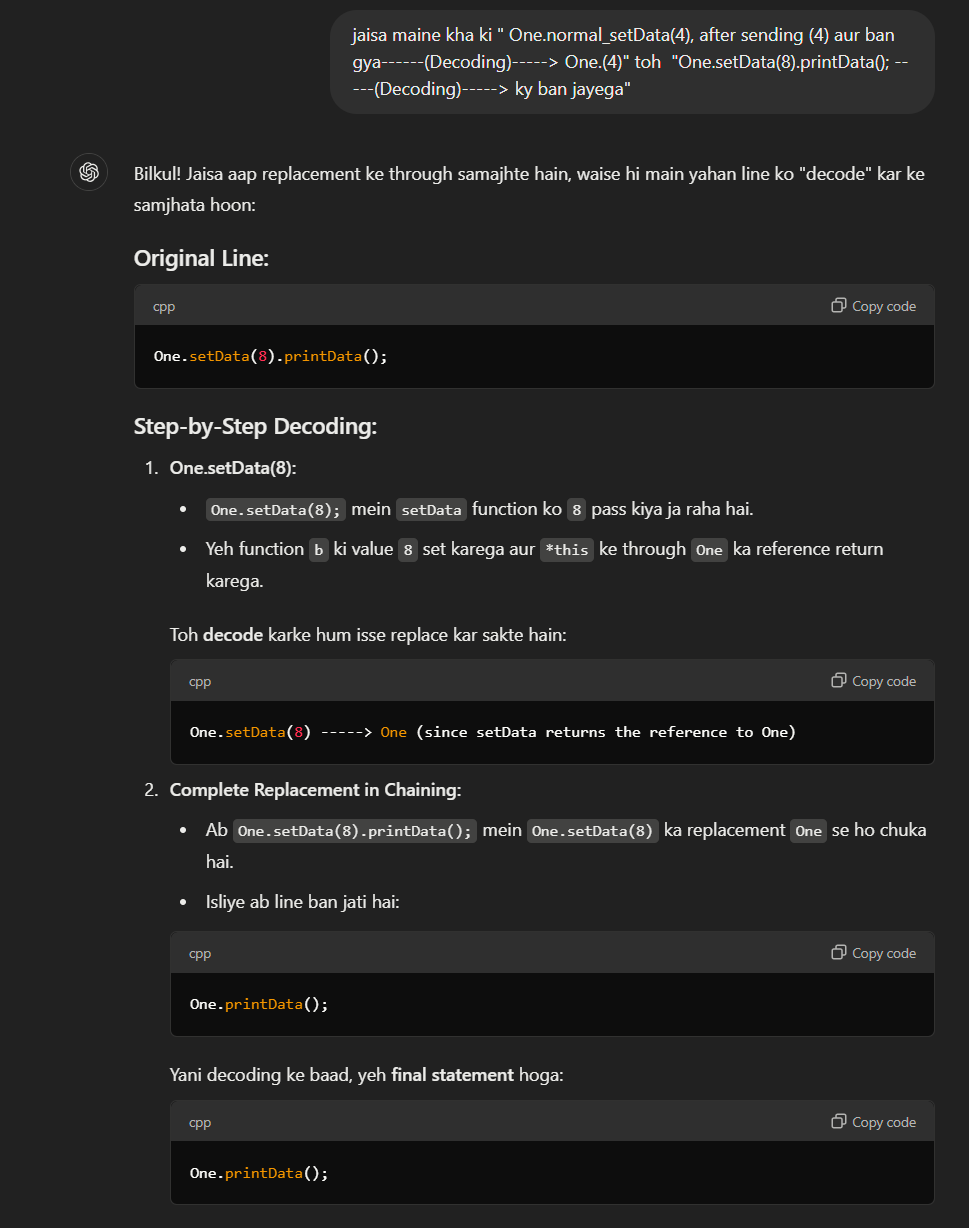 jaisa maine kha ki " One.normal_setData(4), after sending (4) aur ban
gya------(Decoding)-----> One.(4)" toh "One.setData(8).printData(); --
---(Decoding)-----> ky ban jayega"
Bilkul! Jaisa aap replacement ke through samajhte hain, waise hi main yahan line ko "decode" kar ke
samjhata hoon:
Original Line:
cpp Copy code
One.setData(8).printData();
Step-by-Step Decoding:
1. One.setData(8):
• One.setData(8); mein setData function ko 8 pass kiya ja raha hai.
• Yeh function b ki value 8 set karega aur *this ke through One ka reference return
karega.
Toh decode karke hum isse replace kar sakte hain:
cpp Copy code
One.setData(8) -----> One (since setData returns the reference to One)
2. Complete Replacement in Chaining:
• Ab One.setData(8).printData(); mein One.setData(8) ka replacement One se ho chuka
hai.
• Isliye ab line ban jati hai:
cpp Copy code
One.printData();
Yani decoding ke baad, yeh final statement hoga:
cpp Copy code
One.printData();